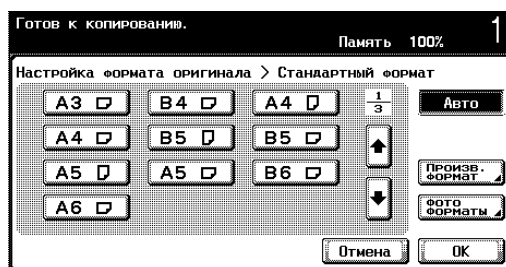 Готов к копированию.
Память 100% 1
Настройка формата оригинала > Стандартный формат
A3 B4 A4 1/3 Авто
A4 B5 B5
A5 A5 B6 Произв. формат
A6 Фото форматы
Отмена OK